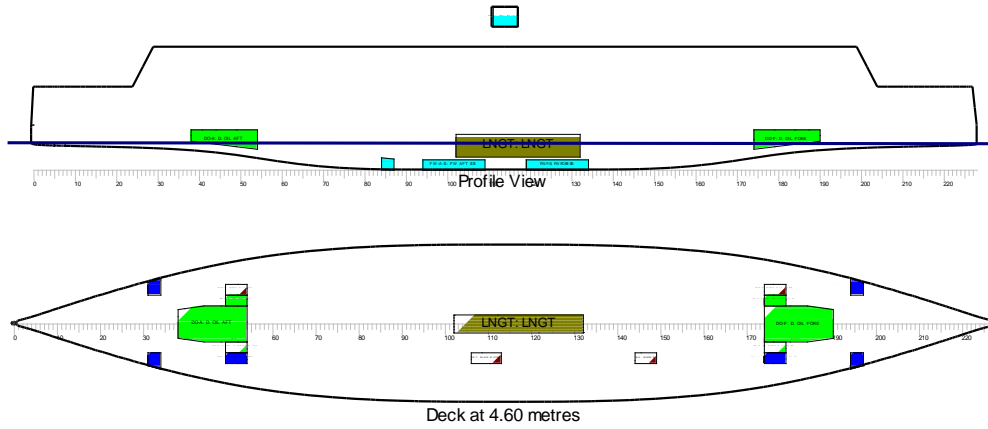 DO-A: D. OIL AFT
LNGT: LNGT
DO-F: D. OIL FORE
0 10 20 30 40 50 60 70 80 90 100 110 120 130 140 150 160 170 180 190 200 210 220
Profile View
DO-A: D. OIL AFT
LNGT: LNGT
DO-F: D. OIL FORE
0 10 20 30 40 50 60 70 80 90 100 110 120 130 140 150 160 170 180 190 200 210 220
Deck at 4.60 metres